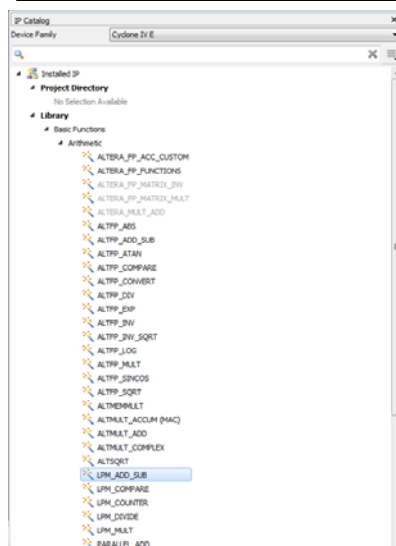 IP Catalog
Device Family Cyclone IV E
Installed IP
Project Directory
No Selection Available
Library
Basic Functions
Arithmetic
ALTERA_FP_ACC_CUSTOM
ALTERA_FP_FUNCTIONS
ALTERA_FP_MATRIX_INV
ALTERA_FP_MATRIX_MULT
ALTERA_MULT_ADD
ALTFP_ABS
ALTFP_ADD_SUB
ALTFP_ATAN
ALTFP_COMPARE
ALTFP_CONVERT
ALTFP_DIV
ALTFP_EXP
ALTFP_INV
ALTFP_INV_SQRT
ALTFP_LOG
ALTFP_MULT
ALTFP_SINCOS
ALTFP_SQRT
ALTMEMMULT
ALTMULT_ACCUM (MAC)
ALTMULT_ADD
ALTMULT_COMPLEX
ALTSQRT
LPM_ADD_SUB
LPM_COMPARE
LPM_COUNTER
LPM_DIVIDE
LPM_MULT
PARALLEL_ADD